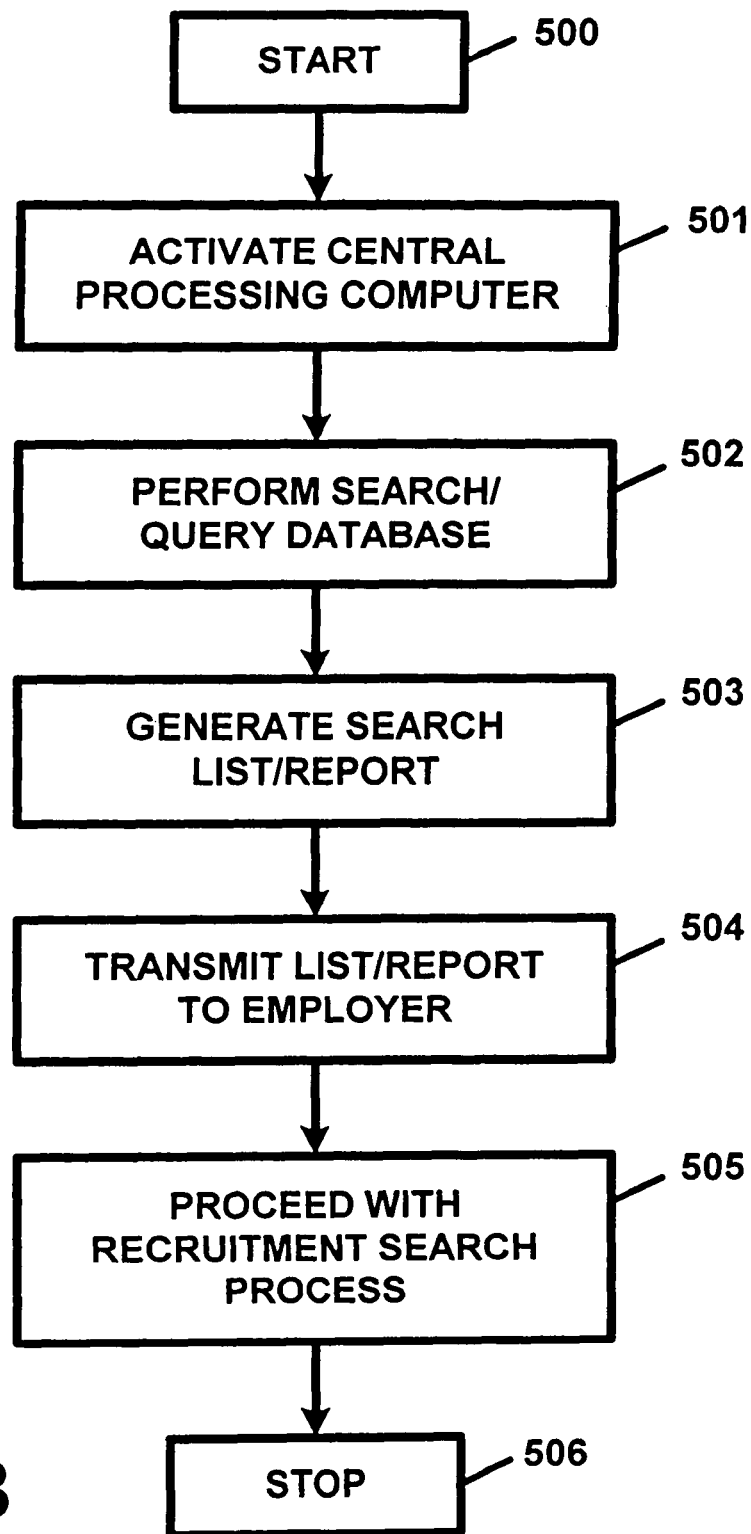 START
500
ACTIVATE CENTRAL
PROCESSING COMPUTER
501
PERFORM SEARCH/
QUERY DATABASE
502
GENERATE SEARCH
LIST/REPORT
503
TRANSMIT LIST/REPORT
TO EMPLOYER
504
PROCEED WITH
RECRUITMENT SEARCH
PROCESS
505
STOP
506